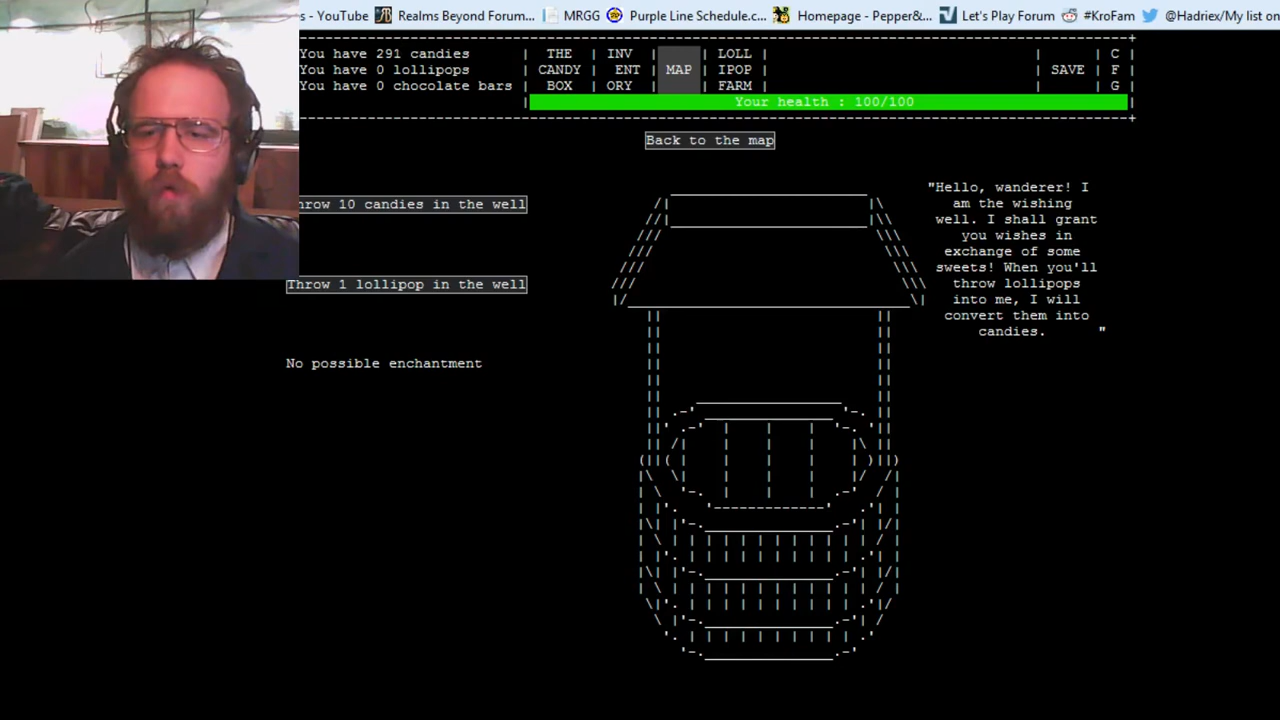 s - YouTube Realms Beyond Forum... MRGG Purple Line Schedule.c... Homepage - Pepper&... Let's Play Forum #KroFam @Hadriex/My list on
You have 291 candies
You have 0 lollipops
You have 0 chocolate bars
THE
CANDY
BOX
INV
ENT
ORY
MAP
LOLL
IPOP
FARM
SAVE
C
F
G
Your health : 100/100
Back to the map
hrow 10 candies in the well
Throw 1 lollipop in the well
No possible enchantment
"Hello, wanderer! I
am the wishing
well. I shall grant
you wishes in
exchange of some
sweets! When you'll
throw lollipops
into me, I will
convert them into
candies. "